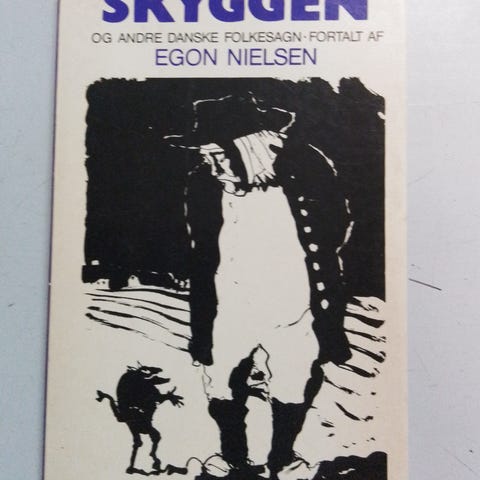 SKYGGEN
OG ANDRE DANSKE FOLKESAGN · FORTALT AF
EGON NIELSEN